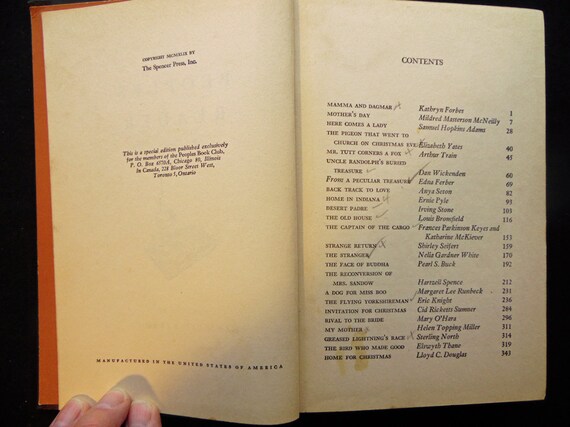 COPYRIGHT MCMXLIX BY
The Spencer Press, Inc.
This is a special edition published exclusively
for the members of the Peoples Book Club,
P. O. Box 6570A, Chicago 80, Illinois
In Canada, 228 Bloor Street West,
Toronto 1, Ontario
MANUFACTURED IN THE UNITED STATES OF AMERICA
CONTENTS
MAMMA AND DAGMAR Kathryn Forbes 1
MOTHER'S DAY Mildred Masterson McNeilly 7
HERE COMES A LADY Samuel Hopkins Adams 28
THE PIGEON THAT WENT TO
CHURCH ON CHRISTMAS EVE Elizabeth Yates 40
MR. TUTT CORNERS A FOX Arthur Train 45
UNCLE RANDOLPH'S BURIED
TREASURE Dan Wickenden 60
From A PECULIAR TREASURE Edna Ferber 69
BACK TRACK TO LOVE Anya Seton 82
HOME IN INDIANA Ernie Pyle 93
DESERT PADRE Irving Stone 103
THE OLD HOUSE Louis Bromfield 116
THE CAPTAIN OF THE CARGO Frances Parkinson Keyes and
Katharine McKiever 153
STRANGE RETURN Shirley Seifert 159
THE STRANGER Nelia Gardner White 170
THE FACE OF BUDDHA Pearl S. Buck 192
THE RECONVERSION OF
MRS. SANDOW Hartzell Spence 212
A DOG FOR MISS BOO Margaret Lee Runbeck 231
THE FLYING YORKSHIREMAN Eric Knight 236
INVITATION FOR CHRISTMAS Cid Ricketts Sumner 284
RIVAL TO THE BRIDE Mary O'Hara 296
MY MOTHER Helen Topping Miller 311
GREASED LIGHTNING'S RACE Sterling North 314
THE BIRD WHO MADE GOOD Elswyth Thane 319
HOME FOR CHRISTMAS Lloyd C. Douglas 343